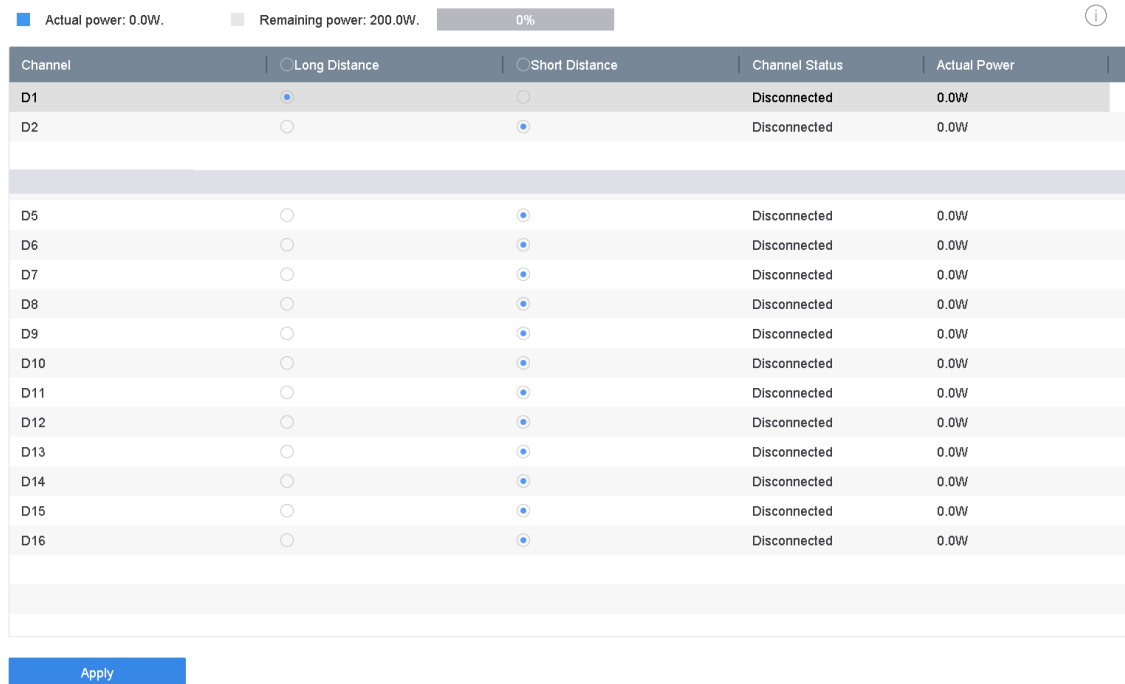 Actual power: 0.0W. Remaining power: 200.0W. 0%
Channel Long Distance Short Distance Channel Status Actual Power
D1 Disconnected 0.0W
D2 Disconnected 0.0W
D5 Disconnected 0.0W
D6 Disconnected 0.0W
D7 Disconnected 0.0W
D8 Disconnected 0.0W
D9 Disconnected 0.0W
D10 Disconnected 0.0W
D11 Disconnected 0.0W
D12 Disconnected 0.0W
D13 Disconnected 0.0W
D14 Disconnected 0.0W
D15 Disconnected 0.0W
D16 Disconnected 0.0W
Apply